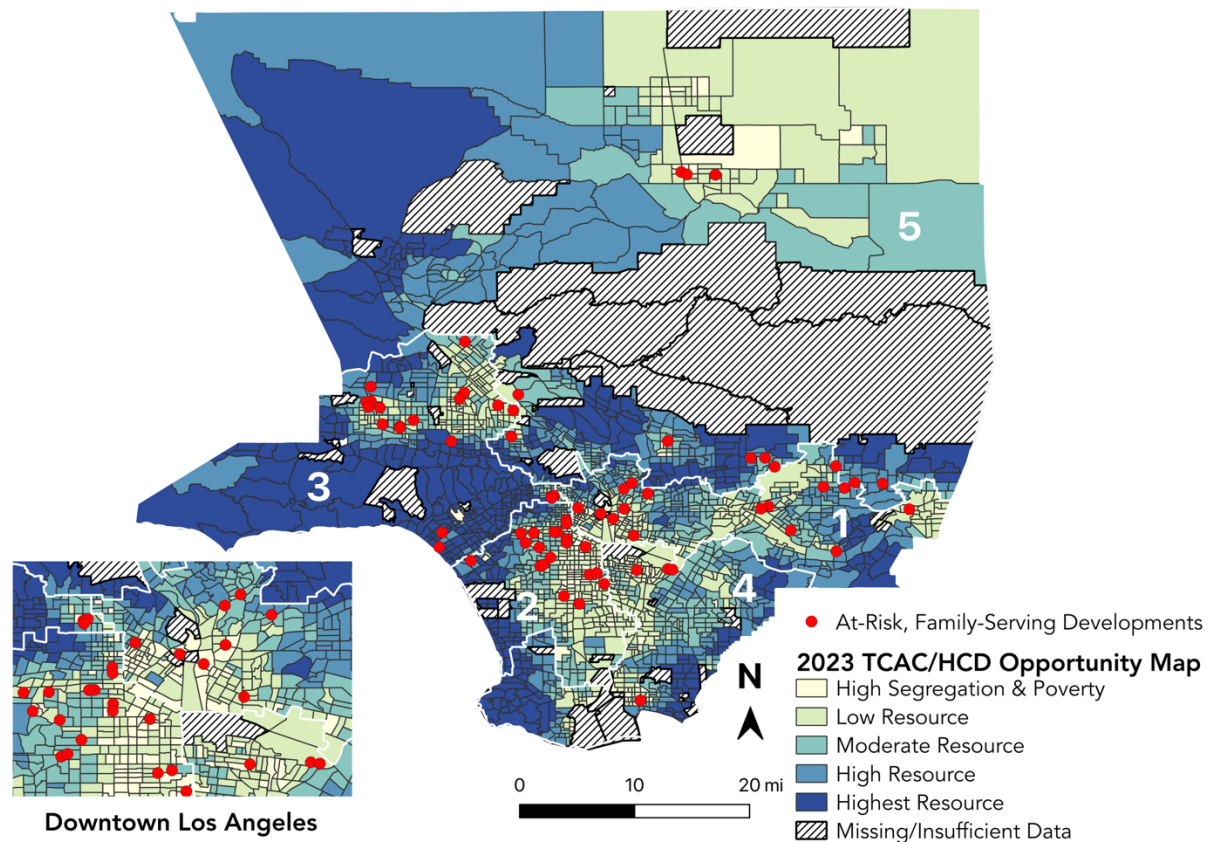 5
3
1
4
2
At-Risk, Family-Serving Developments
2023 TCAC/HCD Opportunity Map
High Segregation & Poverty
Low Resource
Moderate Resource
High Resource
Highest Resource
Missing/Insufficient Data
N
0 10 20 mi
Downtown Los Angeles